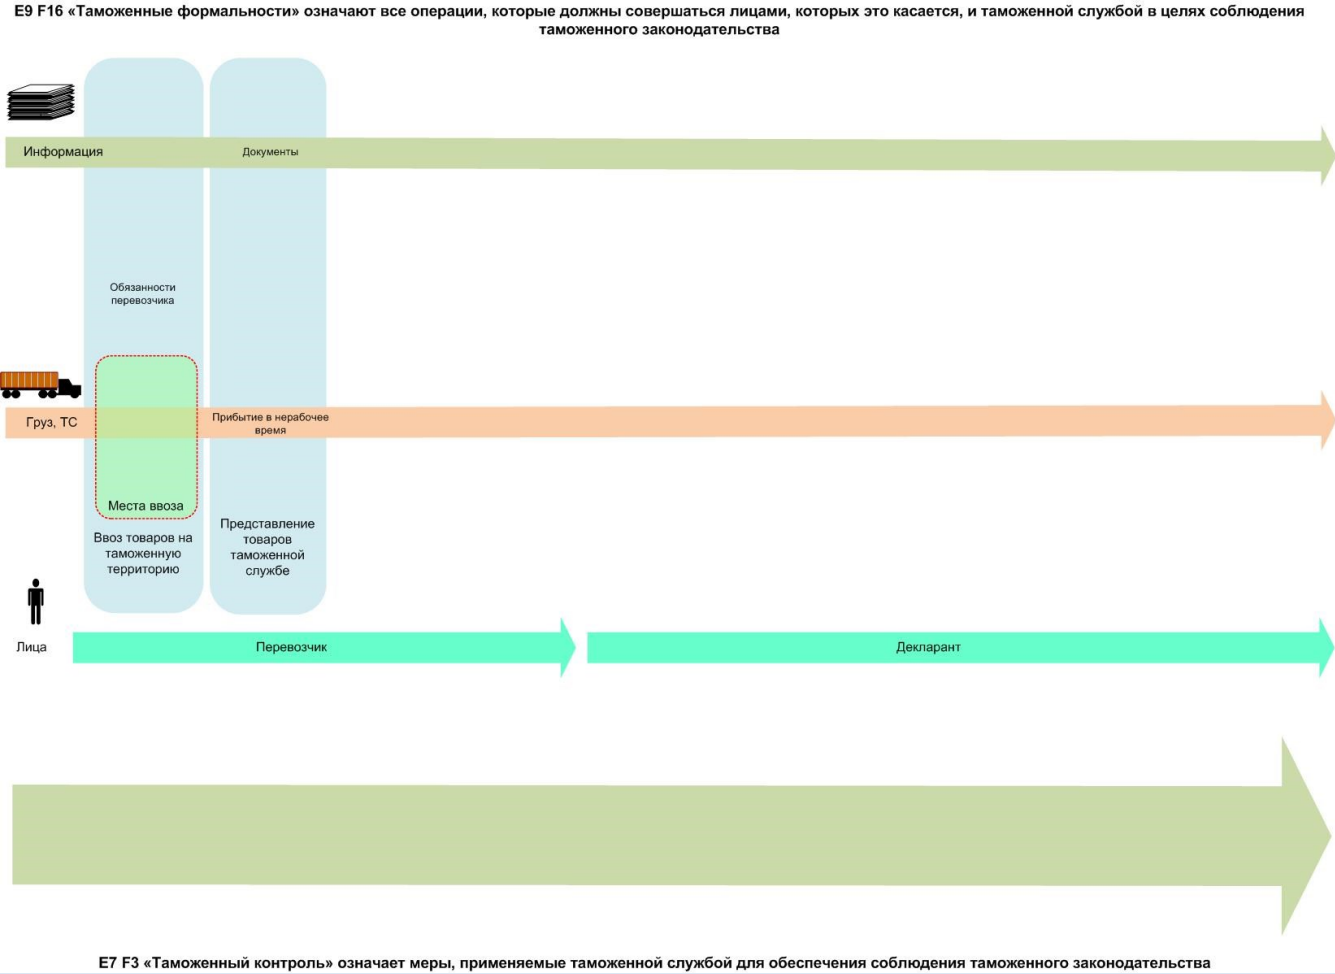 E9 F16 «Таможенные формальности» означают все операции, которые должны совершаться лицами, которых это касается, и таможенной службой в целях соблюдения
таможенного законодательства
Информация
Документы
Обязанности
перевозчика
Груз, ТС
Прибытие в нерабочее
время
Места ввоза
Ввоз товаров на
таможенную
территорию
Представление
товаров
таможенной
службе
Лица
Перевозчик
Декларант
E7 F3 «Таможенный контроль» означает меры, применяемые таможенной службой для обеспечения соблюдения таможенного законодательства